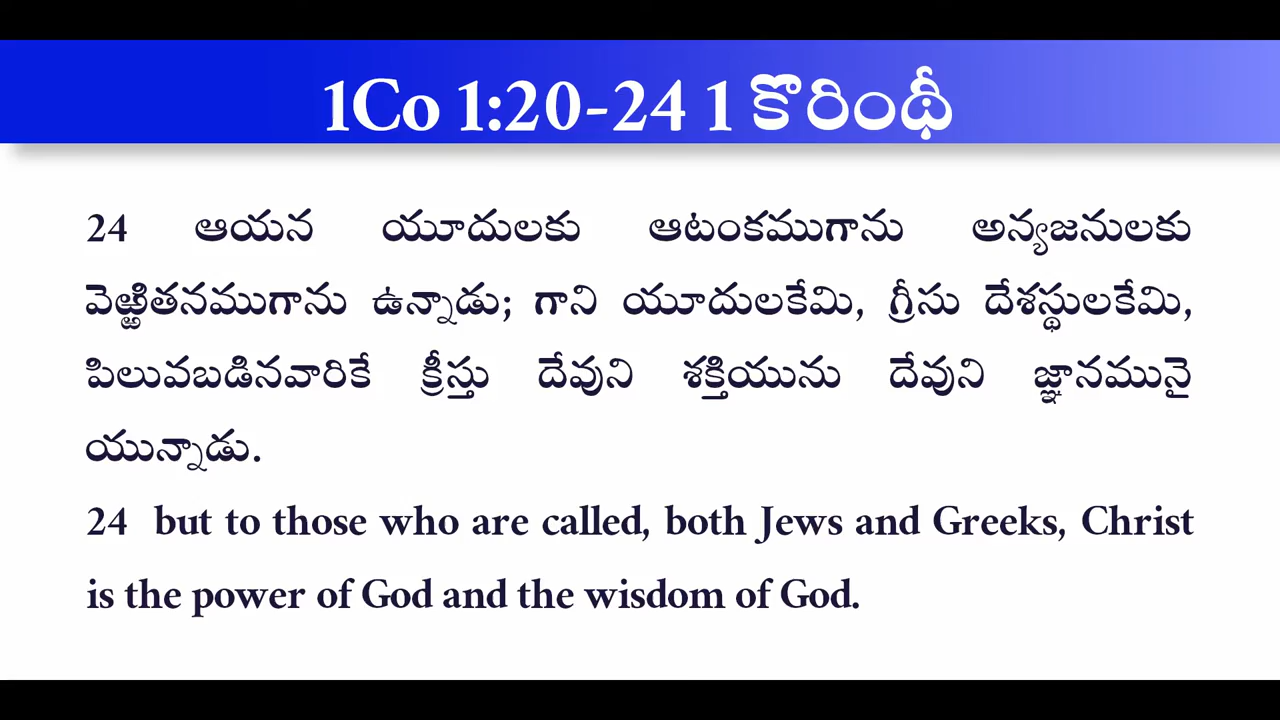 1Co 1:20-24 1 కొరింథీ
24 ఆయన యూదులకు ఆటంకముగాను అన్యజనులకు
వెఱ్ఱితనముగాను ఉన్నాడు; గాని యూదులకేమి, గ్రీసు దేశస్థులకేమి,
పిలువబడినవారికే క్రీస్తు దేవుని శక్తియును దేవుని జ్ఞానమునై
యున్నాడు.
24 but to those who are called, both Jews and Greeks, Christ
is the power of God and the wisdom of God.